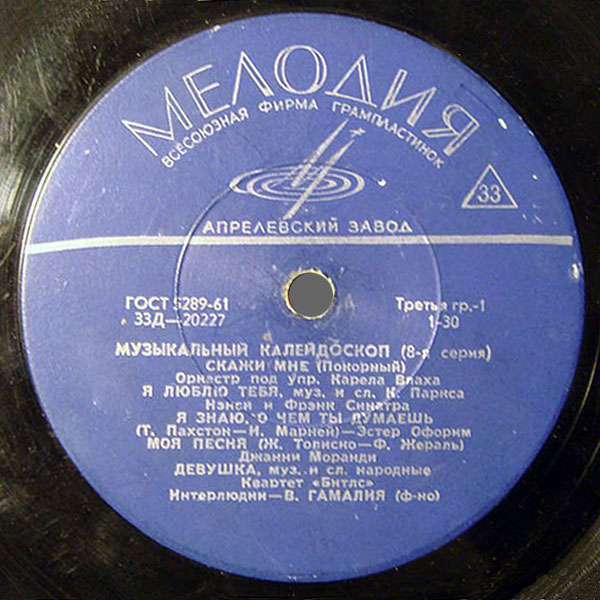 МЕЛОДИЯ
ВСЕСОЮЗНАЯ ФИРМА ГРАМПЛАСТИНОК
33
АПРЕЛЕВСКИЙ ЗАВОД
ГОСТ 5289-61 Третья гр.-1
33Д—20227 1-30
МУЗЫКАЛЬНЫЙ КАЛЕЙДОСКОП (8-я серия)
СКАЖИ МНЕ (Покорный)
Оркестр под упр. Карела Влаха
Я ЛЮБЛЮ ТЕБЯ, муз. и сл. К. Паркса
Нэнси и Фрэнк Синатра
Я ЗНАЮ, О ЧЕМ ТЫ ДУМАЕШЬ
(Т. Пахстон—И. Марней)—Эстер Офорим
МОЯ ПЕСНЯ (Ж. Тописко—Ф. Жераль)
Джанни Моранди
ДЕВУШКА, муз. и сл. народные
Квартет «Битлс»
Интерлюдии—В. ГАМАЛИЯ (ф-но)